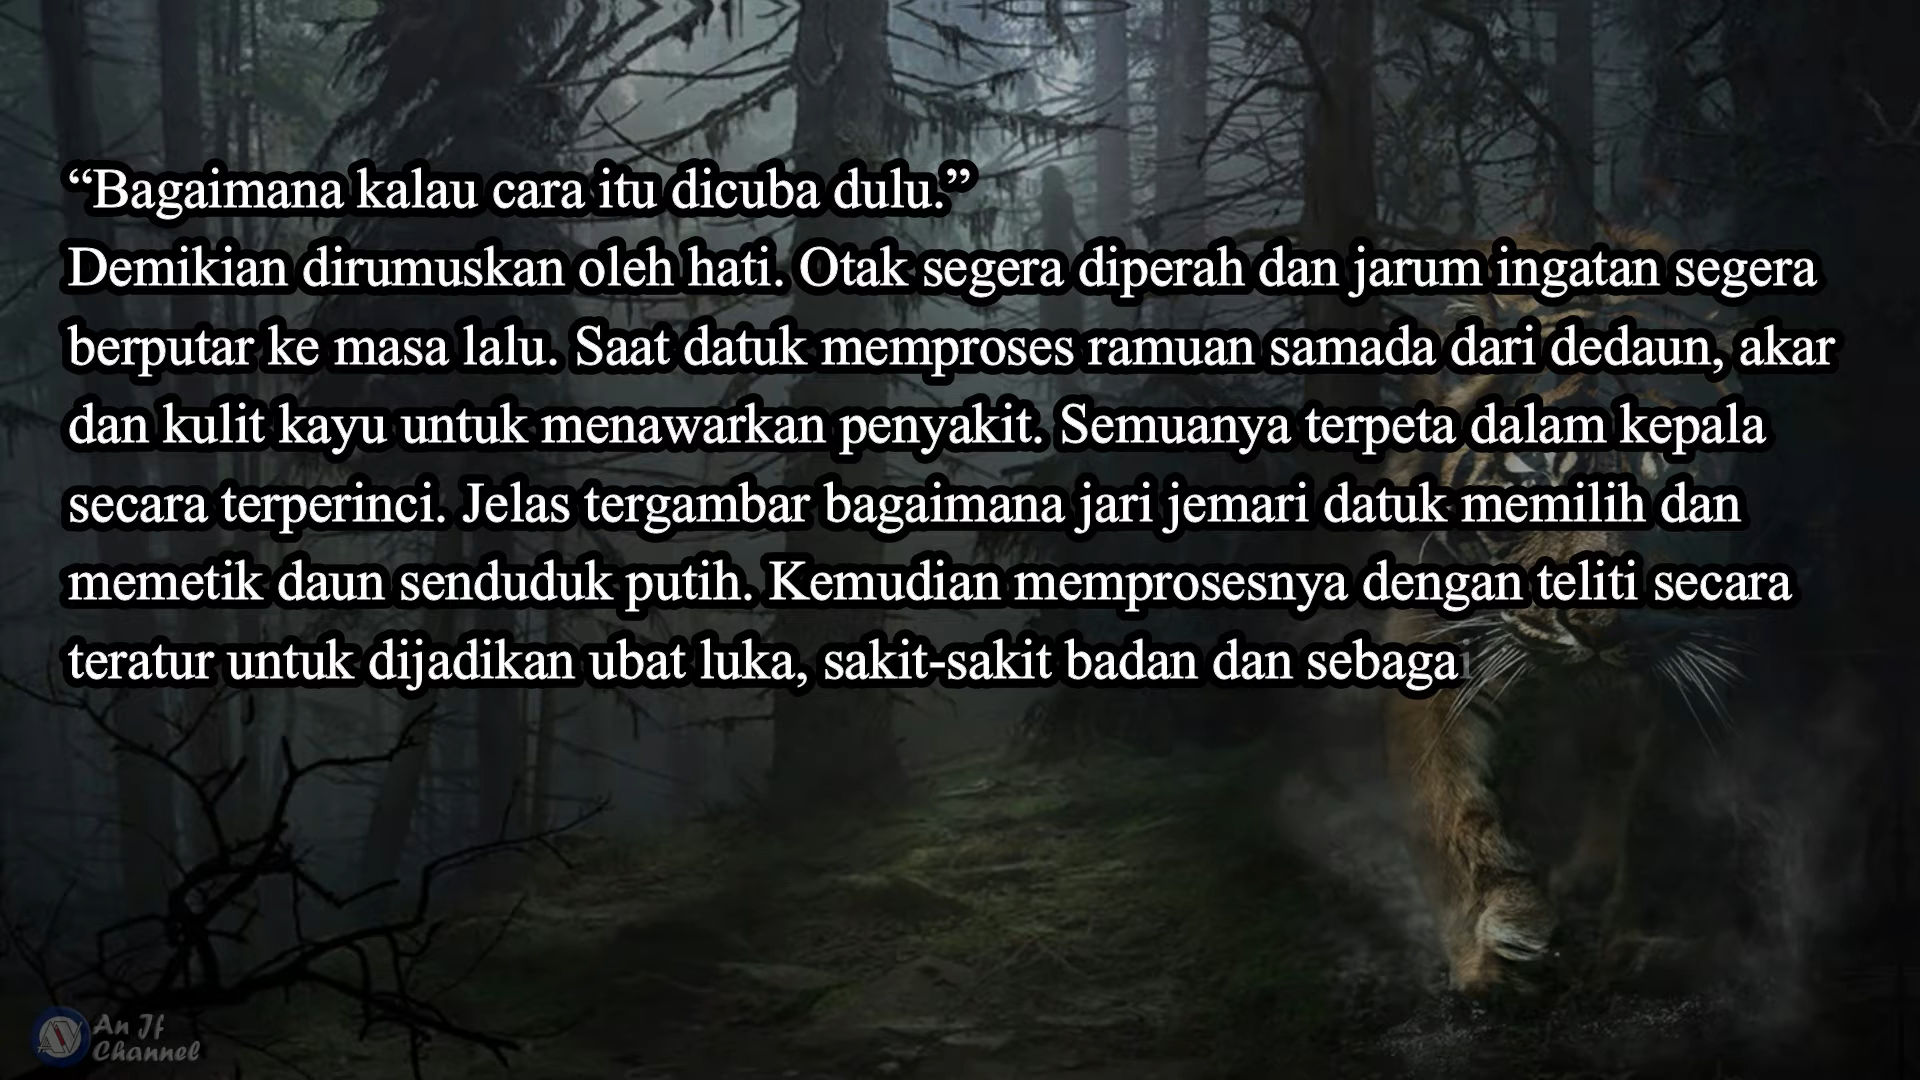 “Bagaimana kalau cara itu dicuba dulu.”
Demikian dirumuskan oleh hati. Otak segera diperah dan jarum ingatan segera
berputar ke masa lalu. Saat datuk memproses ramuan samada dari dedaun, akar
dan kulit kayu untuk menawarkan penyakit. Semuanya terpeta dalam kepala
secara terperinci. Jelas tergambar bagaimana jari jemari datuk memilih dan
memetik daun senduduk putih. Kemudian memprosesnya dengan teliti secara
teratur untuk dijadikan ubat luka, sakit-sakit badan dan sebagai
An If
Channel